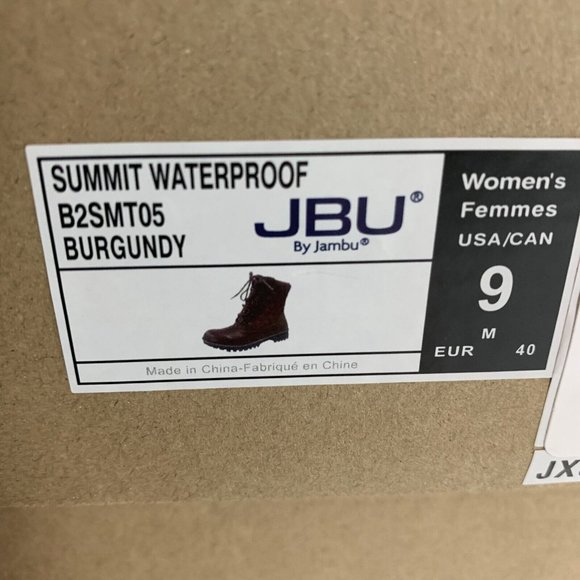 SUMMIT WATERPROOF
B2SMT05
BURGUNDY
JBU®
By Jambu®
Made in China-Fabriqué en Chine
Women's
Femmes
USA/CAN
9
M
EUR 40